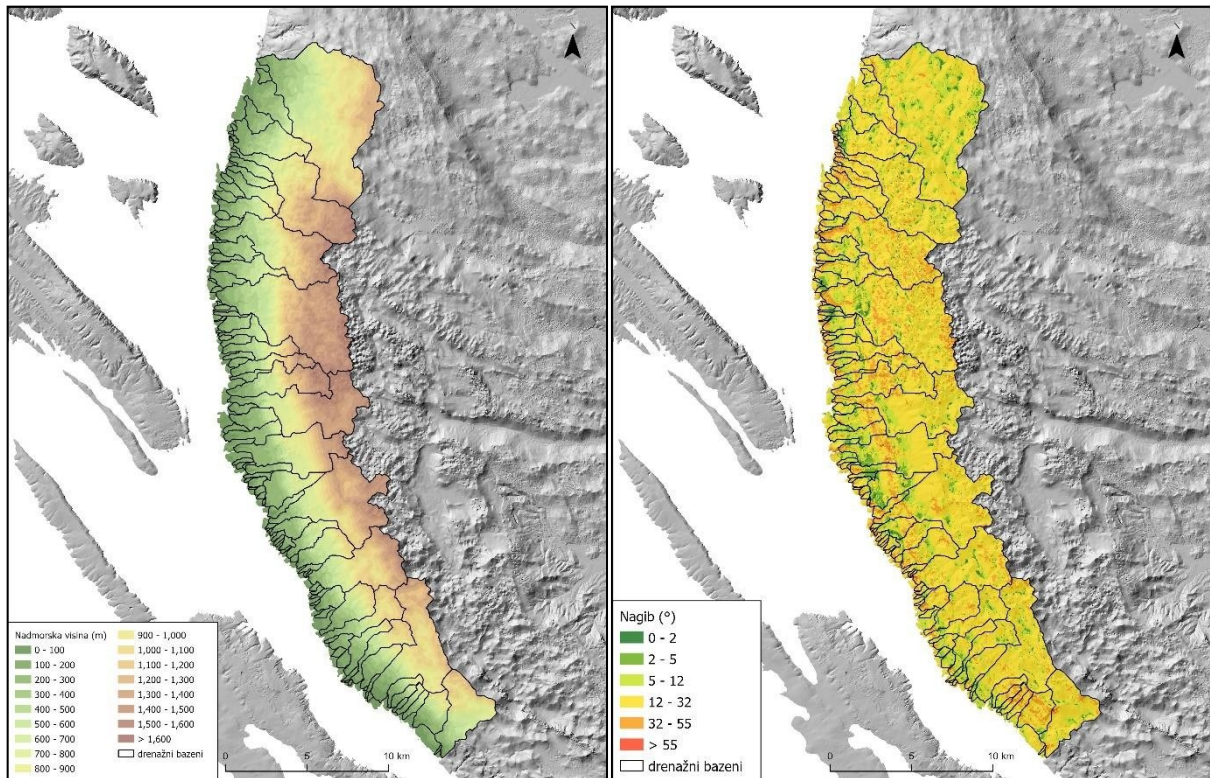 Nadmorska visina (m)
0 - 100
100 - 200
200 - 300
300 - 400
400 - 500
500 - 600
600 - 700
700 - 800
800 - 900
900 - 1,000
1,000 - 1,100
1,100 - 1,200
1,200 - 1,300
1,300 - 1,400
1,400 - 1,500
1,500 - 1,600
> 1,600
drenažni bazeni
0 5 10 km
Nagib (°)
0 - 2
2 - 5
5 - 12
12 - 32
32 - 55
> 55
drenažni bazeni
0 5 10 km